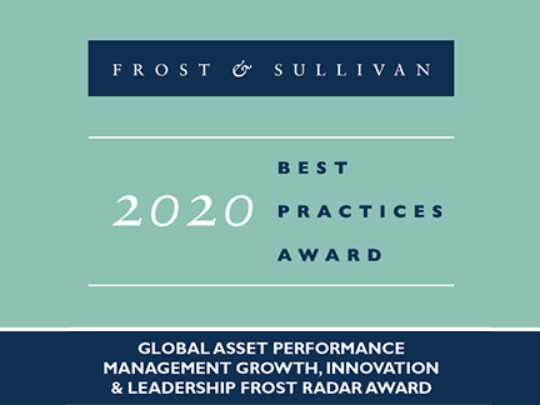 FROST & SULLIVAN
2020
BEST
PRACTICES
AWARD
GLOBAL ASSET PERFORMANCE
MANAGEMENT GROWTH, INNOVATION
& LEADERSHIP FROST RADAR AWARD